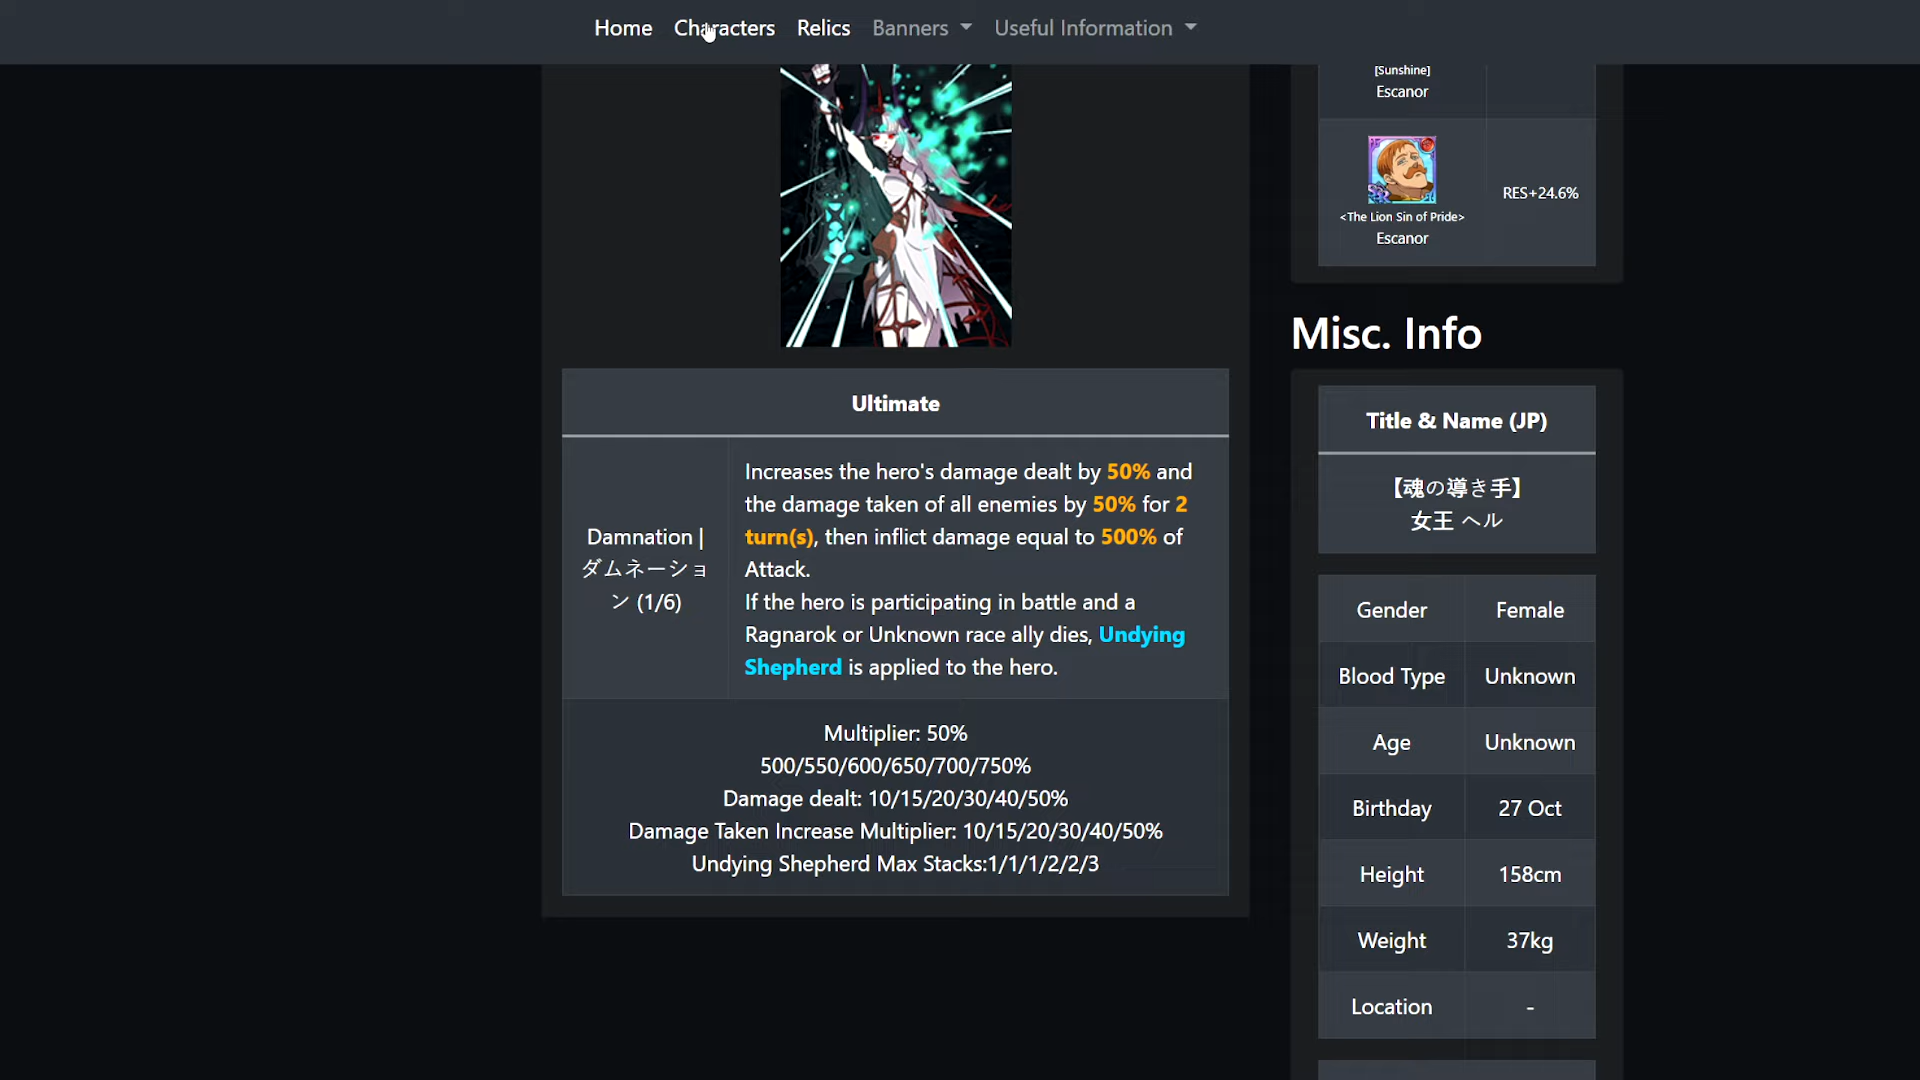 Home Characters Relics Banners Useful Information
Ultimate
Damnation |
ダムネーショ
ン (1/6)
Increases the hero's damage dealt by 50% and
the damage taken of all enemies by 50% for 2
turn(s), then inflict damage equal to 500% of
Attack.
If the hero is participating in battle and a
Ragnarok or Unknown race ally dies, Undying
Shepherd is applied to the hero.
Multiplier: 50%
500/550/600/650/700/750%
Damage dealt: 10/15/20/30/40/50%
Damage Taken Increase Multiplier: 10/15/20/30/40/50%
Undying Shepherd Max Stacks:1/1/1/2/2/3
[Sunshine]
Escanor
<The Lion Sin of Pride>
Escanor
RES+24.6%
Misc. Info
Title & Name (JP)
【魂の導き手】
女王 ヘル
Gender Female
Blood Type Unknown
Age Unknown
Birthday 27 Oct
Height 158cm
Weight 37kg
Location -